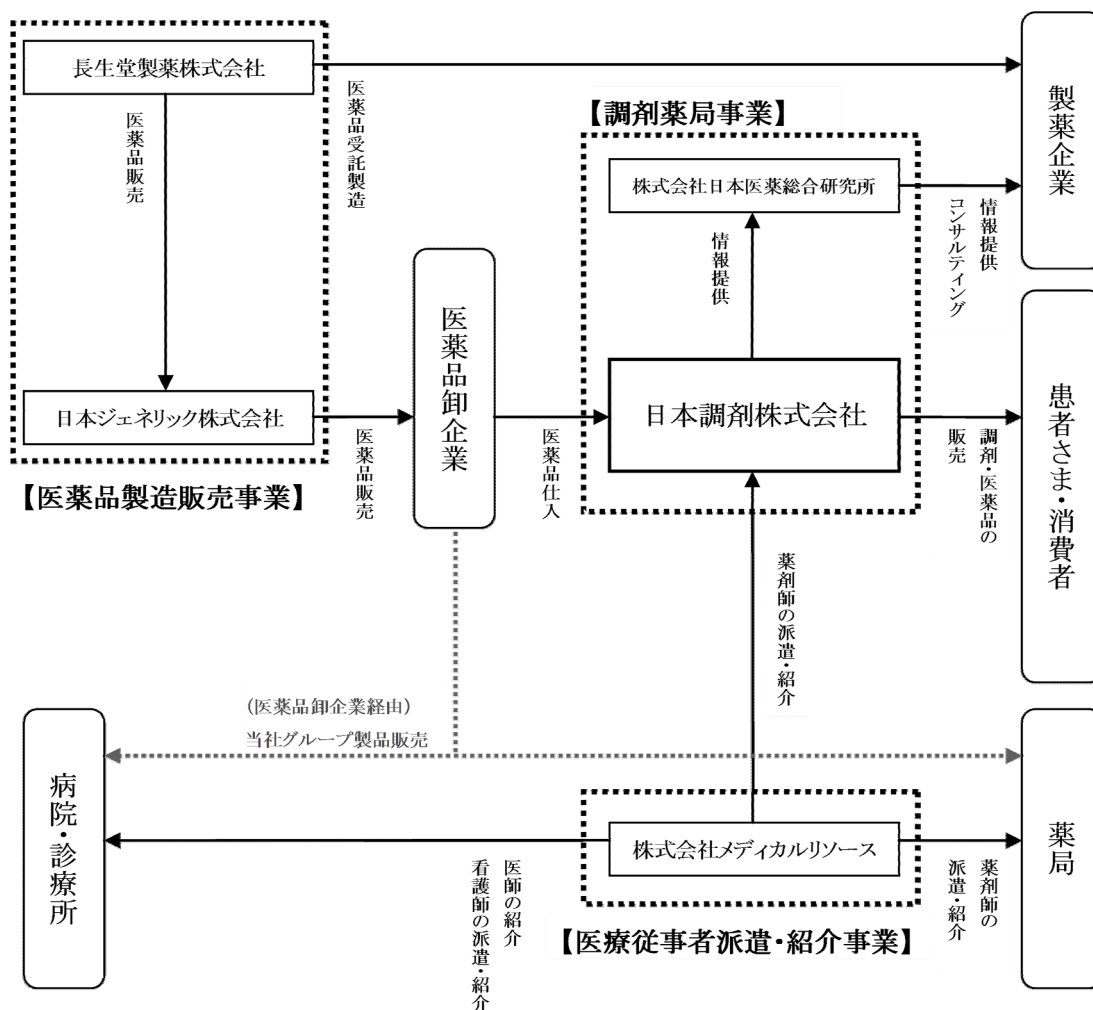 長生堂製薬株式会社
医薬品販売
医薬品受託製造
製薬企業
【調剤薬局事業】
株式会社日本医薬総合研究所
情報提供
情報提供
コンサルティング
医薬品卸企業
日本ジェネリック株式会社
医薬品販売
医薬品仕入
日本調剤株式会社
調剤・医薬品の
販売
患者さま・消費者
【医薬品製造販売事業】
薬剤師の派遣・紹介
(医薬品卸企業経由)
当社グループ製品販売
病院・診療所
株式会社メディカルリソース
医師の紹介
看護師の派遣・紹介
薬剤師の
派遣・紹介
薬局
【医療従事者派遣・紹介事業】